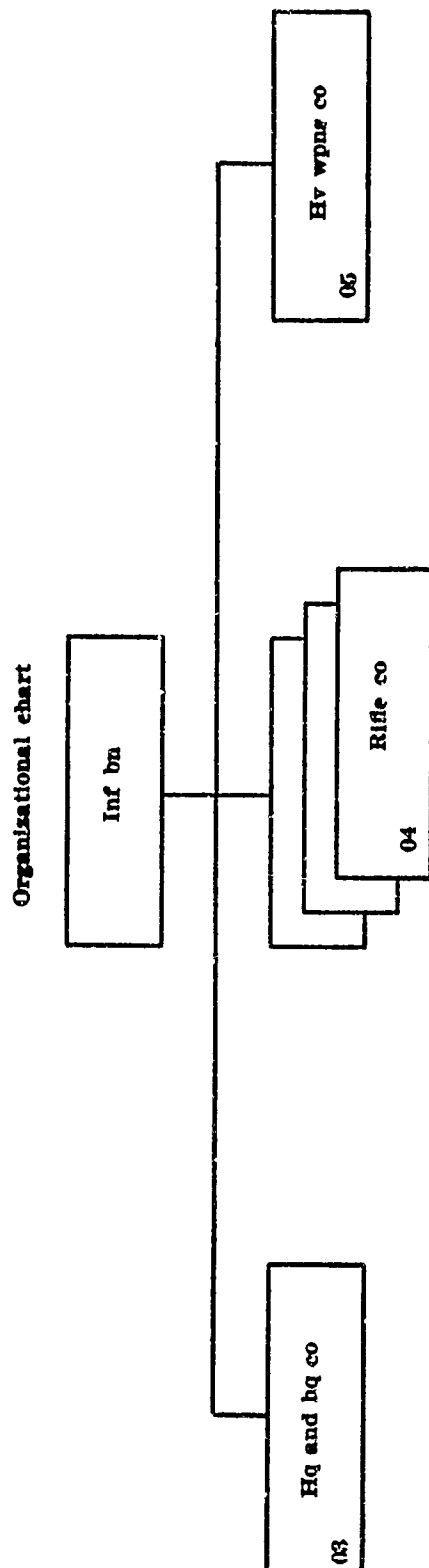 Organizational chart
Inf bn
Hq and hq co
03
Rifle co
04
Hv wpns co
05